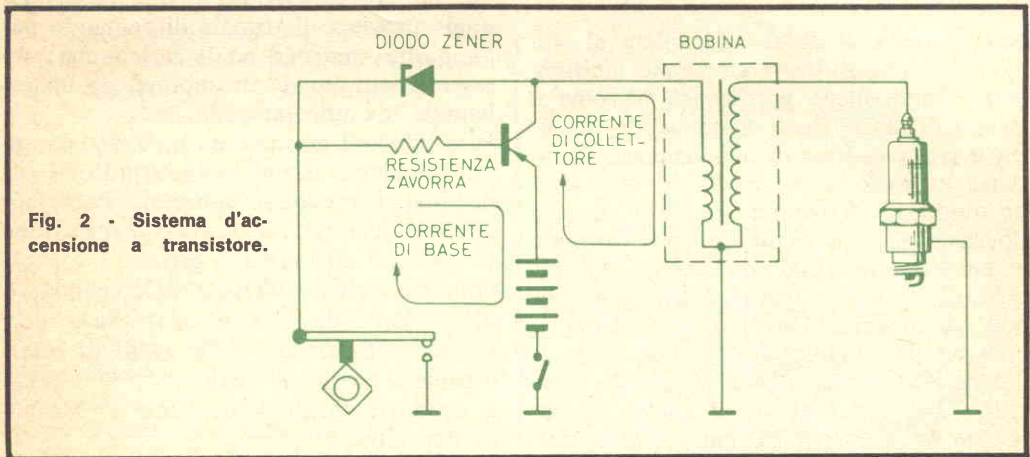 DIODO ZENER
BOBINA
RESISTENZA
ZAVORRA
CORRENTE
DI COLLET-
TORE
CORRENTE
DI BASE
Fig. 2 - Sistema d'ac-
censione a transistore.